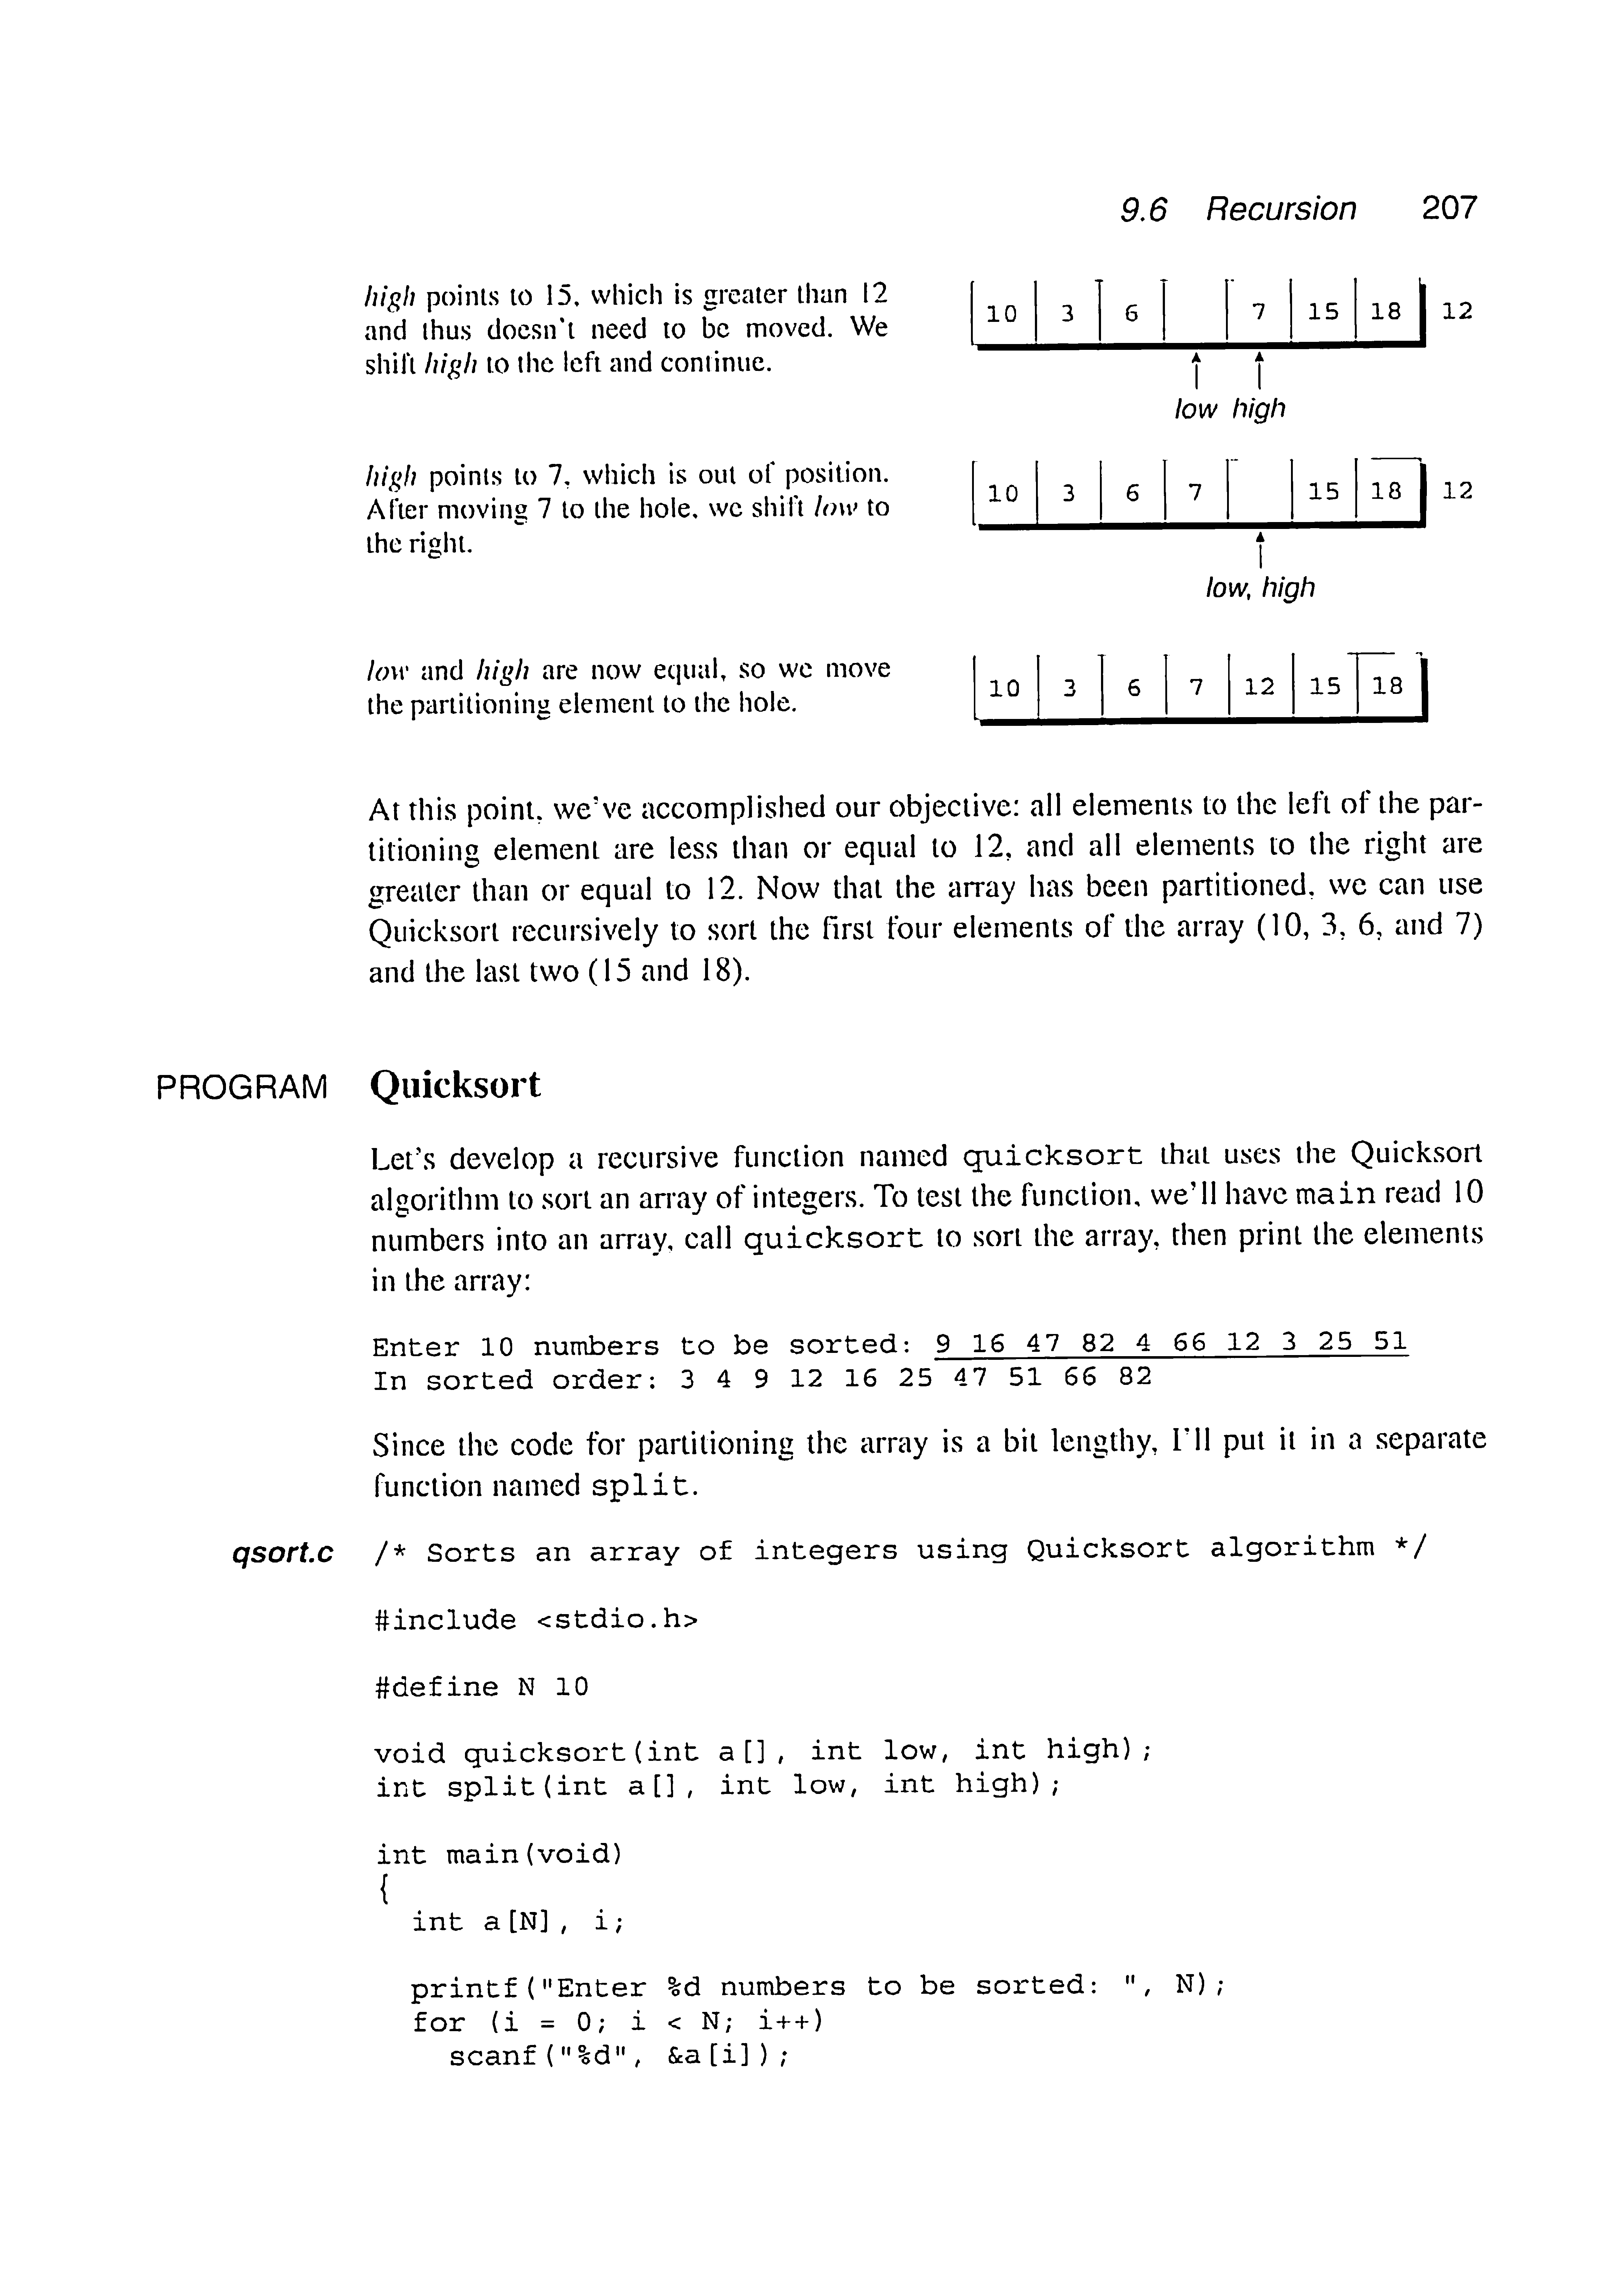 9.6 Recursion 207
high points to 15, which is greater than 12
and thus doesn't need to be moved. We
shift high to the left and continue.
10 3 6 7 15 18 12
low high
high points to 7, which is out of position.
After moving 7 to the hole, we shift low to
the right.
10 3 6 7 15 18 12
low, high
low and high are now equal, so we move
the partitioning element to the hole.
10 3 6 7 12 15 18
At this point, we've accomplished our objective: all elements to the left of the par-
titioning element are less than or equal to 12, and all elements to the right are
greater than or equal to 12. Now that the array has been partitioned, we can use
Quicksort recursively to sort the first four elements of the array (10, 3, 6, and 7)
and the last two (15 and 18).
PROGRAM Quicksort
Let's develop a recursive function named quicksort that uses the Quicksort
algorithm to sort an array of integers. To test the function, we'll have main read 10
numbers into an array, call quicksort to sort the array, then print the elements
in the array:
Enter 10 numbers to be sorted: 9 16 47 82 4 66 12 3 25 51
In sorted order: 3 4 9 12 16 25 47 51 66 82
Since the code for partitioning the array is a bit lengthy, I'll put it in a separate
function named split.
qsort.c /* Sorts an array of integers using Quicksort algorithm */
#include <stdio.h>
#define N 10
void quicksort(int a[], int low, int high);
int split(int a[], int low, int high);
int main(void)
{
int a[N], i;
printf("Enter %d numbers to be sorted: ", N);
for (i = 0; i < N; i++)
scanf("%d", &a[i]);